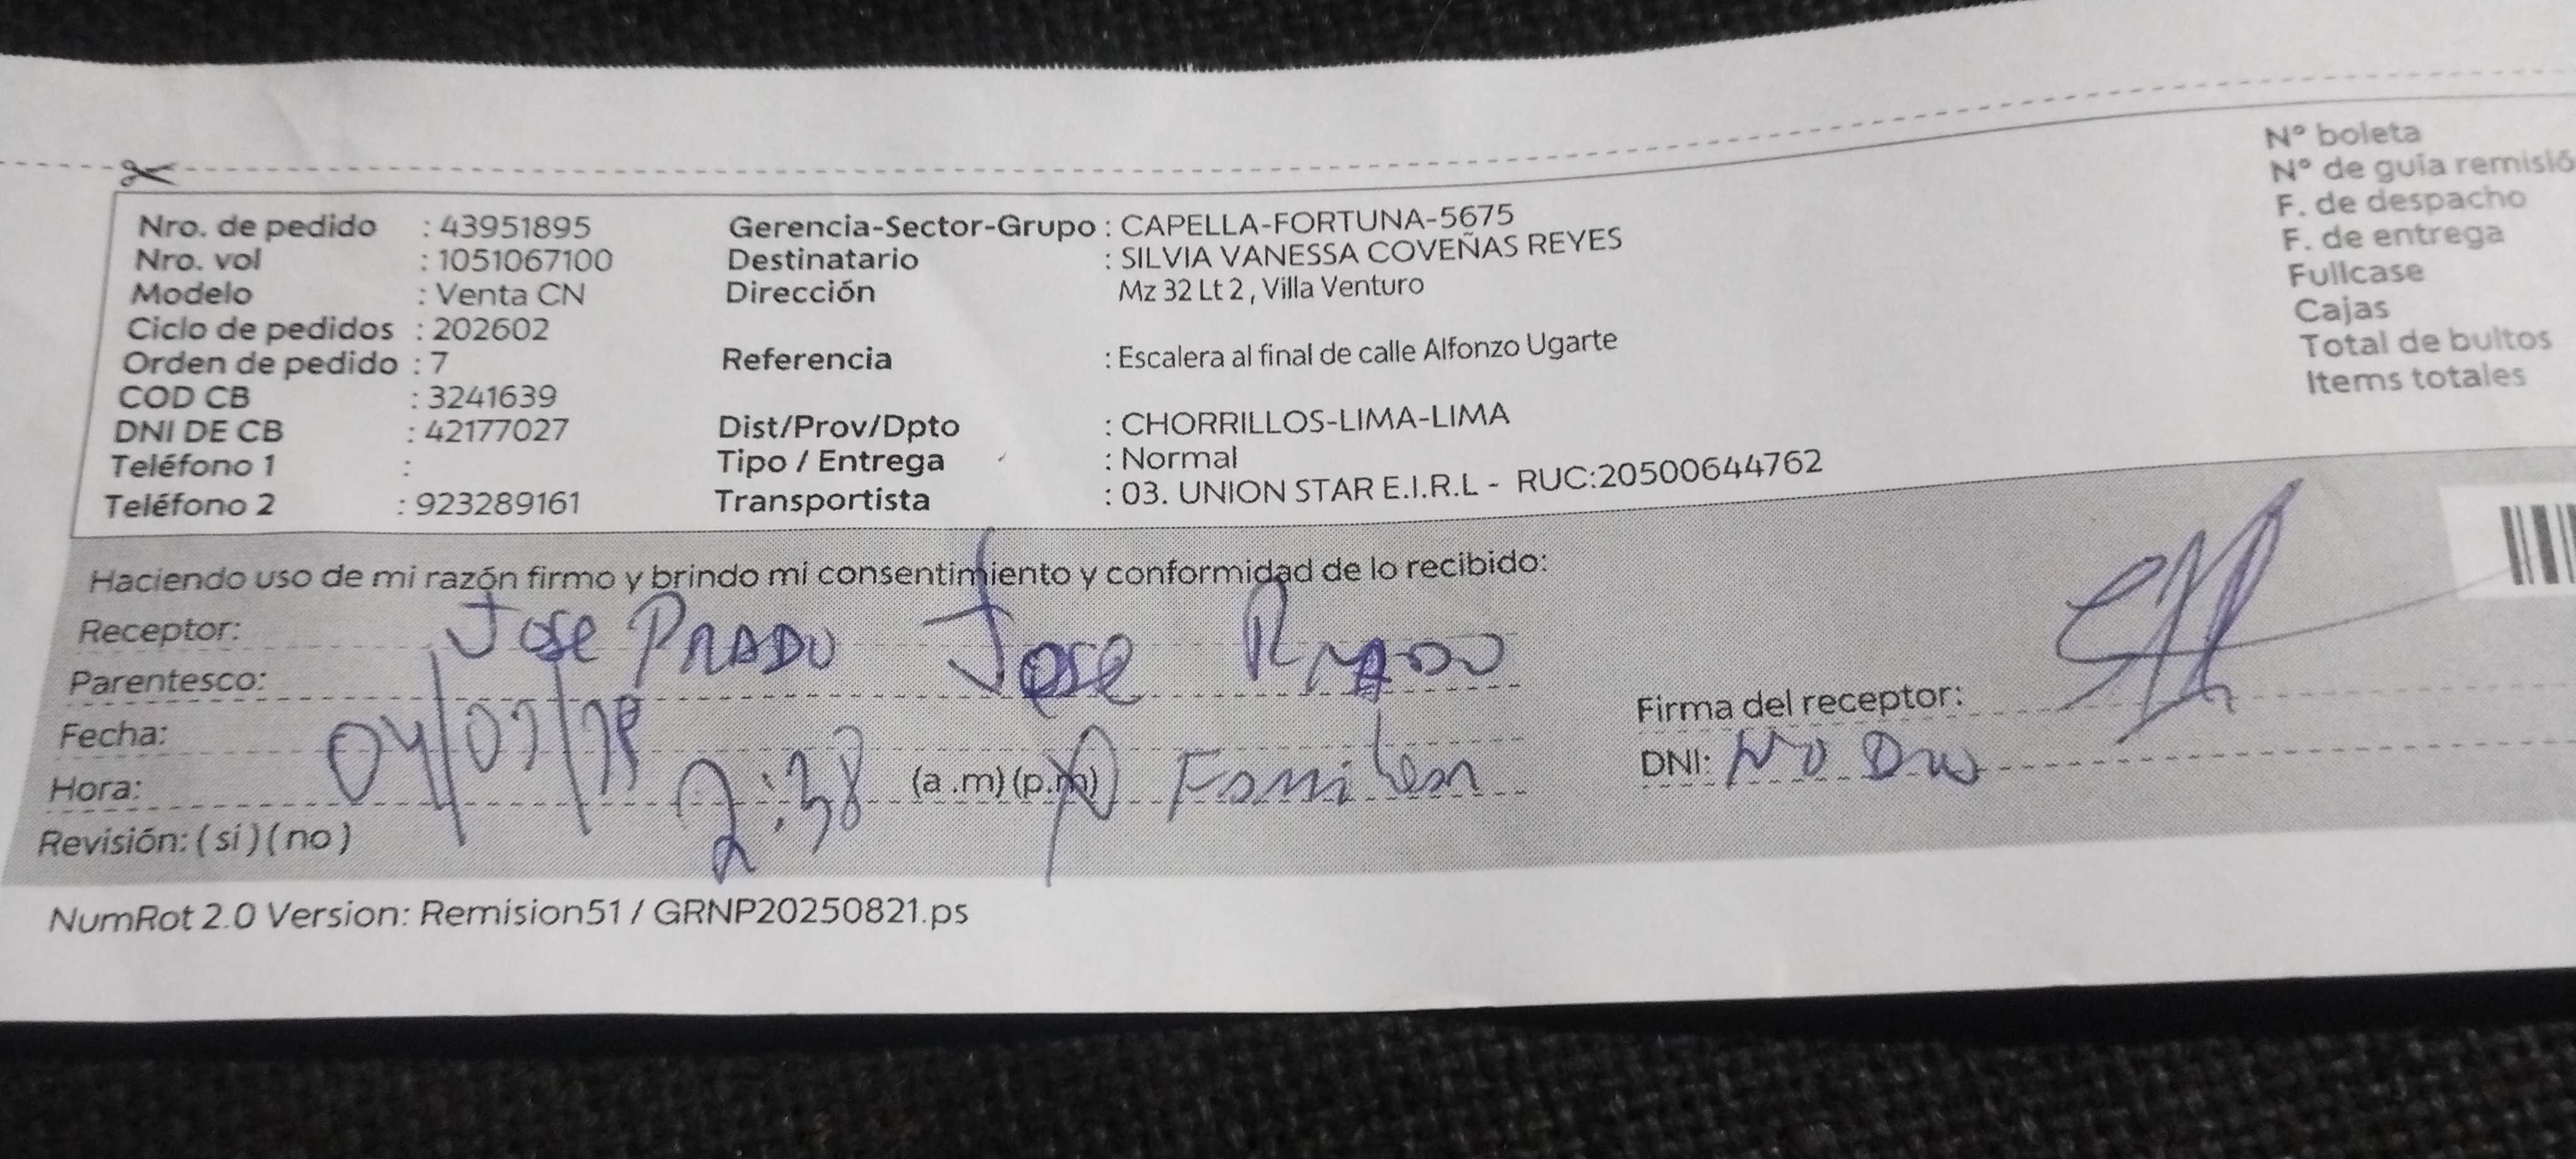 Nro. de pedido : 43951895
Nro. vol : 1051067100
Modelo : Venta CN
Ciclo de pedidos : 202602
Orden de pedido : 7
COD CB : 3241639
DNI DE CB : 42177027
Teléfono 1 :
Teléfono 2 : 923289161
Gerencia-Sector-Grupo : CAPELLA-FORTUNA-5675
Destinatario : SILVIA VANESSA COVEÑAS REYES
Dirección Mz 32 Lt 2 , Villa Venturo
Referencia : Escalera al final de calle Alfonzo Ugarte
Dist/Prov/Dpto : CHORRILLOS-LIMA-LIMA
Tipo / Entrega : Normal
Transportista : 03. UNION STAR E.I.R.L - RUC:20500644762
Nº boleta
Nº de guía remisió
F. de despacho
F. de entrega
Fullcase
Cajas
Total de bultos
Items totales
Haciendo uso de mi razón firmo y brindo mi consentimiento y conformidad de lo recibido:
Receptor: Jose PRADO Jose
Parentesco:
Fecha:
Hora: 2:38 (a .m) (p.m)
Revisión: ( si ) ( no )
Firma del receptor:
DNI: NO
NumRot 2.0 Version: Remision51 / GRNP20250821.ps